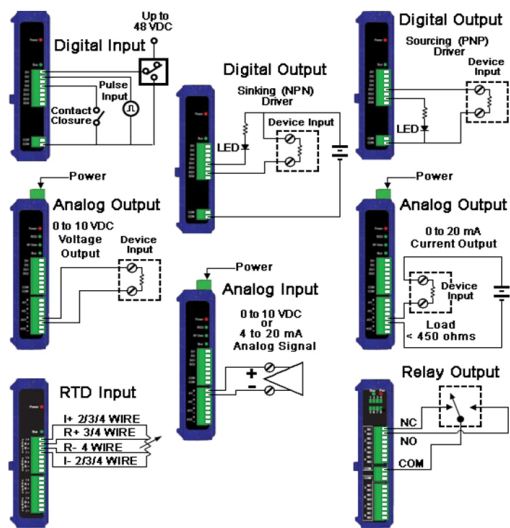 Digital Input
Up to
48 VDC
Pulse
Input
Contact
Closure
Digital Output
Sinking (NPN)
Driver
Device Input
LED
Digital Output
Sourcing (PNP)
Driver
Device
Input
LED
Power
Analog Output
0 to 10 VDC
Voltage
Output
Device
Input
Power
Analog Input
0 to 10 VDC
or
4 to 20 mA
Analog Signal
+
–
Power
Analog Output
0 to 20 mA
Current Output
Device
Input
Load
< 450 ohms
RTD Input
I+ 2/3/4 WIRE
R+ 3/4 WIRE
R- 4 WIRE
I- 2/3/4 WIRE
Relay Output
NC
NO
COM